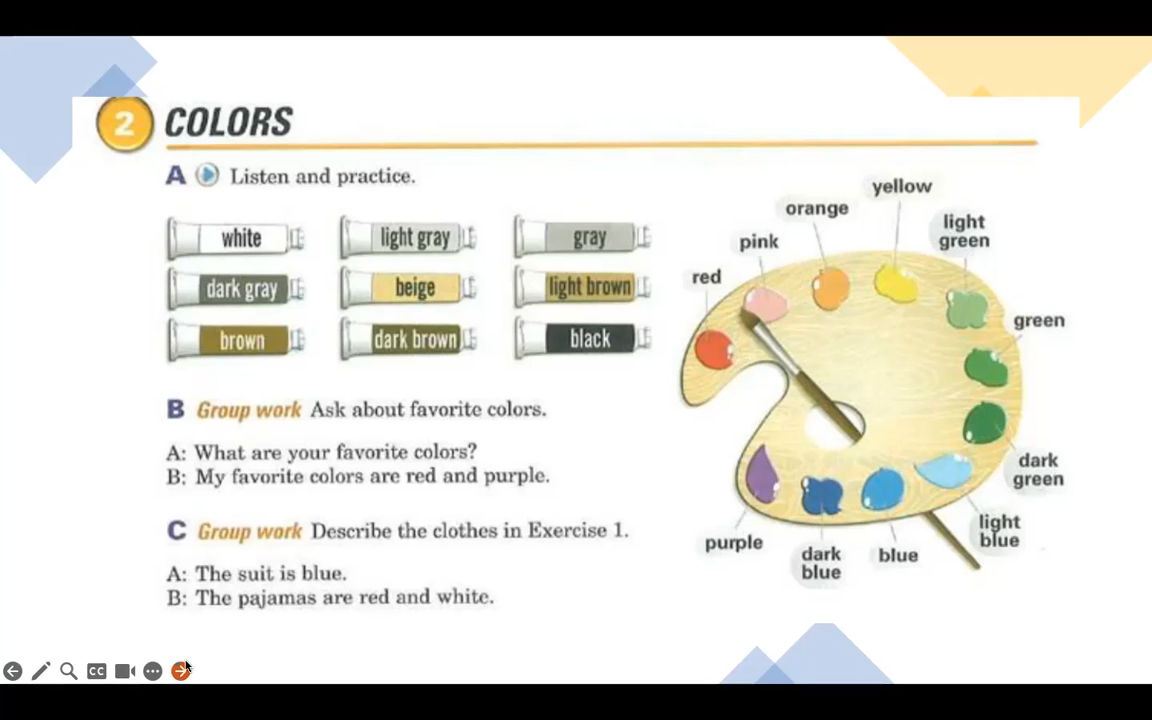 2 COLORS
A Listen and practice.
white light gray gray
dark gray beige light brown
brown dark brown black
B Group work Ask about favorite colors.
A: What are your favorite colors?
B: My favorite colors are red and purple.
C Group work Describe the clothes in Exercise 1.
A: The suit is blue.
B: The pajamas are red and white.
red
pink
orange
yellow
light
green
green
dark
green
light
blue
blue
dark
blue
purple
CC